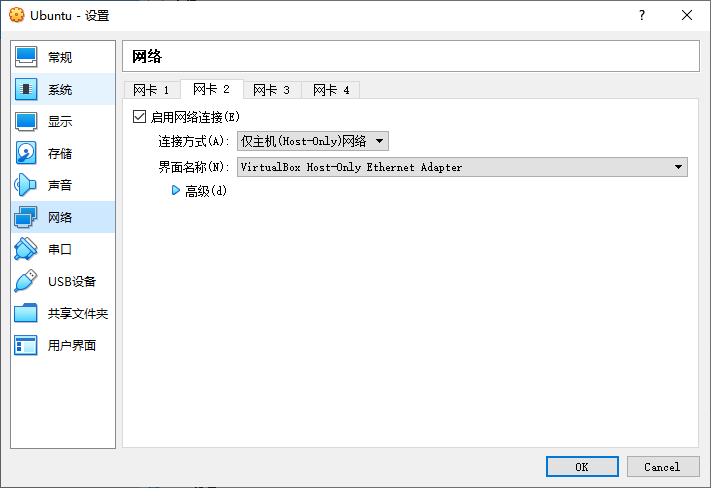 Ubuntu - 设置
?
常规
系统
显示
存储
声音
网络
串口
USB设备
共享文件夹
用户界面
网络
网卡 1 网卡 2 网卡 3 网卡 4
启用网络连接(E)
连接方式(A): 仅主机(Host-Only)网络
界面名称(N): VirtualBox Host-Only Ethernet Adapter
高级(d)
OK Cancel